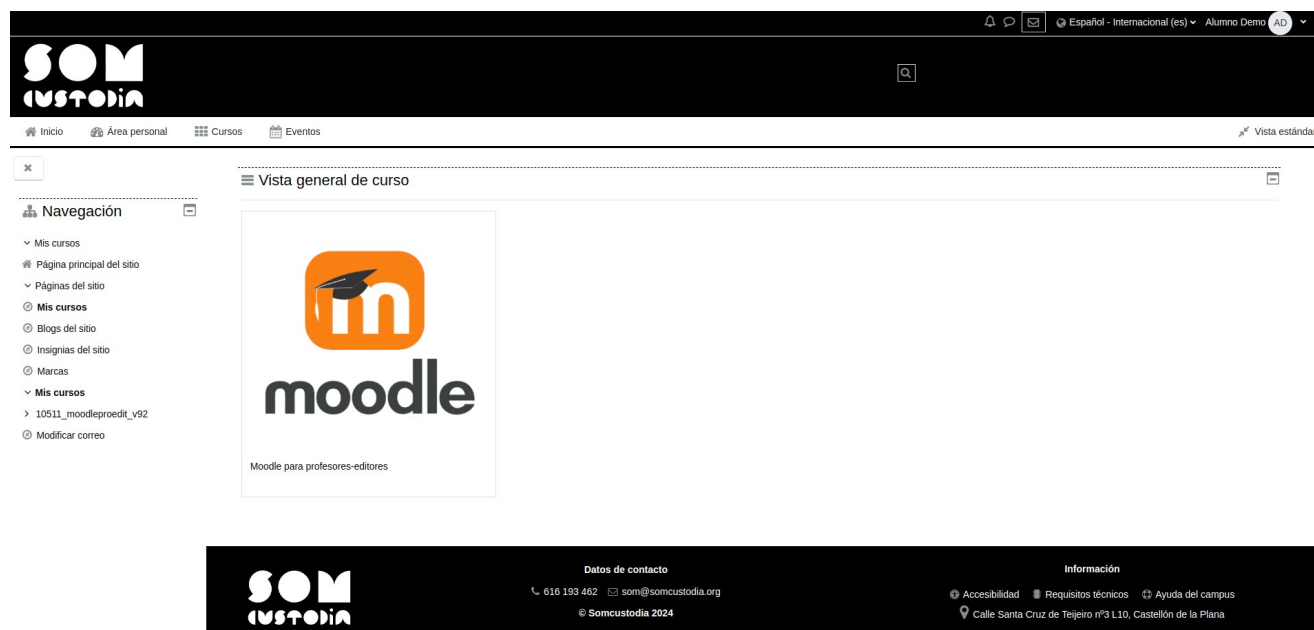 Español - Internacional (es) Alumno Demo AD
SOM
CUSTODIA
Inicio Área personal Cursos Eventos Vista estánda
Vista general de curso
Navegación
Mis cursos
Página principal del sitio
Páginas del sitio
Mis cursos
Blogs del sitio
Insignias del sitio
Marcas
Mis cursos
10511_moodleproedit_v92
Modificar correo
m
moodle
Moodle para profesores-editores
SOM
CUSTODIA
Datos de contacto
616 193 462 som@somcustodia.org
© Somcustodia 2024
Información
Accesibilidad Requisitos técnicos Ayuda del campus
Calle Santa Cruz de Teijeiro nº3 L10, Castellón de la Plana